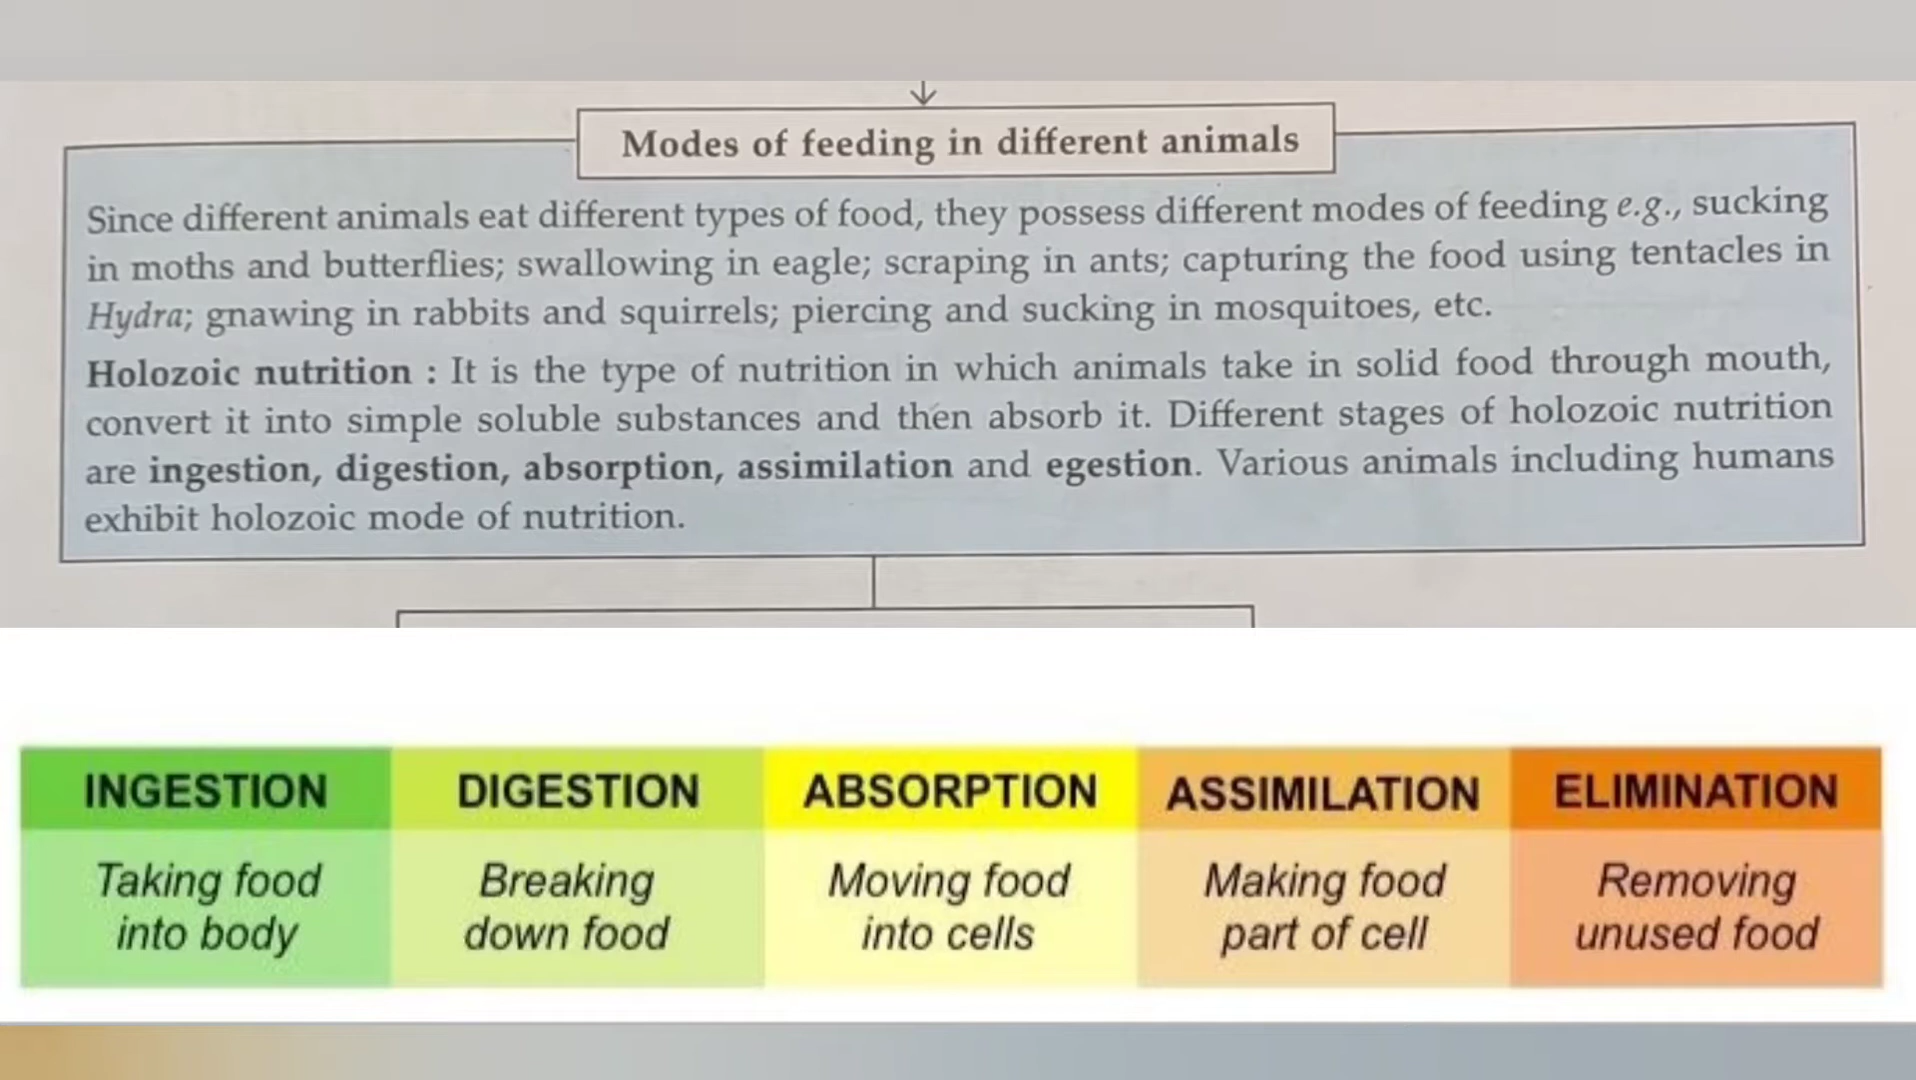 Modes of feeding in different animals
Since different animals eat different types of food, they possess different modes of feeding e.g., sucking
in moths and butterflies; swallowing in eagle; scraping in ants; capturing the food using tentacles in
Hydra; gnawing in rabbits and squirrels; piercing and sucking in mosquitoes, etc.
Holozoic nutrition : It is the type of nutrition in which animals take in solid food through mouth,
convert it into simple soluble substances and then absorb it. Different stages of holozoic nutrition
are ingestion, digestion, absorption, assimilation and egestion. Various animals including humans
exhibit holozoic mode of nutrition.
INGESTION
Taking food
into body
DIGESTION
Breaking
down food
ABSORPTION
Moving food
into cells
ASSIMILATION
Making food
part of cell
ELIMINATION
Removing
unused food